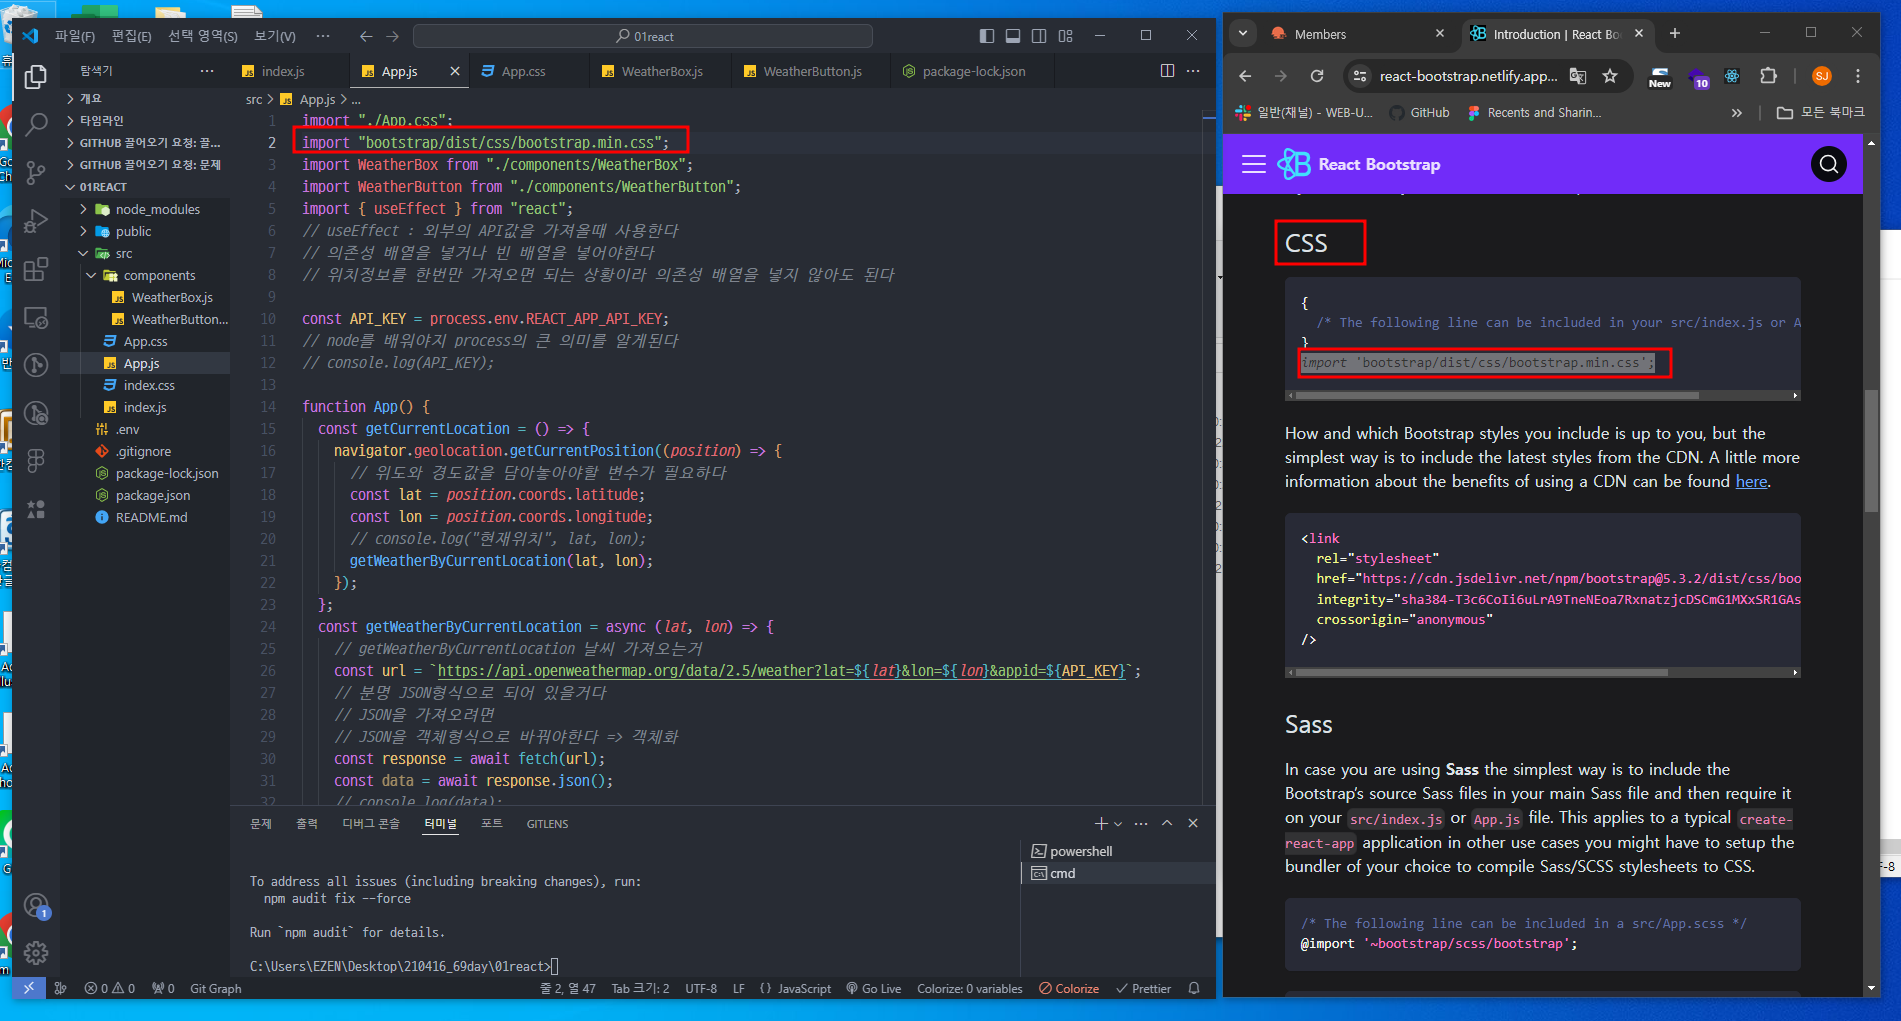 파일(F) 편집(E) 선택 영역(S) 보기(V) ··· 01react
탐색기 ···
index.js App.js App.css WeatherBox.js WeatherButton.js package-lock.json ···
개요
타임라인
GITHUB 끌어오기 요청: 끌...
GITHUB 끌어오기 요청: 문제
01REACT
node_modules
public
src
components
WeatherBox.js
WeatherButton...
App.css
App.js
index.css
index.js
.env
.gitignore
package-lock.json
package.json
README.md
1
src > App.js > ...
1 import "./App.css";
2 import "bootstrap/dist/css/bootstrap.min.css";
3 import WeatherBox from "./components/WeatherBox";
4 import WeatherButton from "./components/WeatherButton";
5 import { useEffect } from "react";
6 // useEffect : 외부의 API값을 가져올때 사용한다
7 // 의존성 배열을 넣거나 빈 배열을 넣어야한다
8 // 위치정보를 한번만 가져오면 되는 상황이라 의존성 배열을 넣지 않아도 된다
9
10 const API_KEY = process.env.REACT_APP_API_KEY;
11 // node를 배워야지 process의 큰 의미를 알게된다
12 // console.log(API_KEY);
13
14 function App() {
15 const getCurrentLocation = () => {
16 navigator.geolocation.getCurrentPosition((position) => {
17 // 위도와 경도값을 담아놓아야할 변수가 필요하다
18 const lat = position.coords.latitude;
19 const lon = position.coords.longitude;
20 // console.log("현재위치", lat, lon);
21 getWeatherByCurrentLocation(lat, lon);
22 });
23 };
24 const getWeatherByCurrentLocation = async (lat, lon) => {
25 // getWeatherByCurrentLocation 날씨 가져오는거
26 const url = `https://api.openweathermap.org/data/2.5/weather?lat=${lat}&lon=${lon}&appid=${API_KEY}`;
27 // 분명 JSON형식으로 되어 있을거다
28 // JSON을 가져오려면
29 // JSON을 객체형식으로 바꿔야한다 => 객체화
30 const response = await fetch(url);
31 const data = await response.json();
32 // console.log(data);
문제 출력 디버그 콘솔 터미널 포트 GITLENS ···
powershell
cmd
To address all issues (including breaking changes), run:
npm audit fix --force
Run `npm audit` for details.
C:\Users\EZEN\Desktop\210416_69day\01react>
0 0 0 Git Graph 줄 2, 열 47 Tab 크기: 2 UTF-8 LF {} JavaScript Go Live Colorize: 0 variables Colorize Prettier
Members Introduction | React Bo
react-bootstrap.netlify.app... New 10 SJ
일반(채널) - WEB-U... GitHub Recents and Sharin... » 모든 북마크
React Bootstrap
CSS
{
/* The following line can be included in your src/index.js or A
}
import 'bootstrap/dist/css/bootstrap.min.css';
How and which Bootstrap styles you include is up to you, but the
simplest way is to include the latest styles from the CDN. A little more
information about the benefits of using a CDN can be found here.
<link
rel="stylesheet"
href="https://cdn.jsdelivr.net/npm/bootstrap@5.3.2/dist/css/boo
integrity="sha384-T3c6CoIi6uLrA9TneNEoa7RxnatzjcDSCmG1MXxSR1GAs
crossorigin="anonymous"
/>
Sass
In case you are using Sass the simplest way is to include the
Bootstrap's source Sass files in your main Sass file and then require it
on your src/index.js or App.js file. This applies to a typical create-
react-app application in other use cases you might have to setup the
bundler of your choice to compile Sass/SCSS stylesheets to CSS.
/* The following line can be included in a src/App.scss */
@import '~bootstrap/scss/bootstrap';